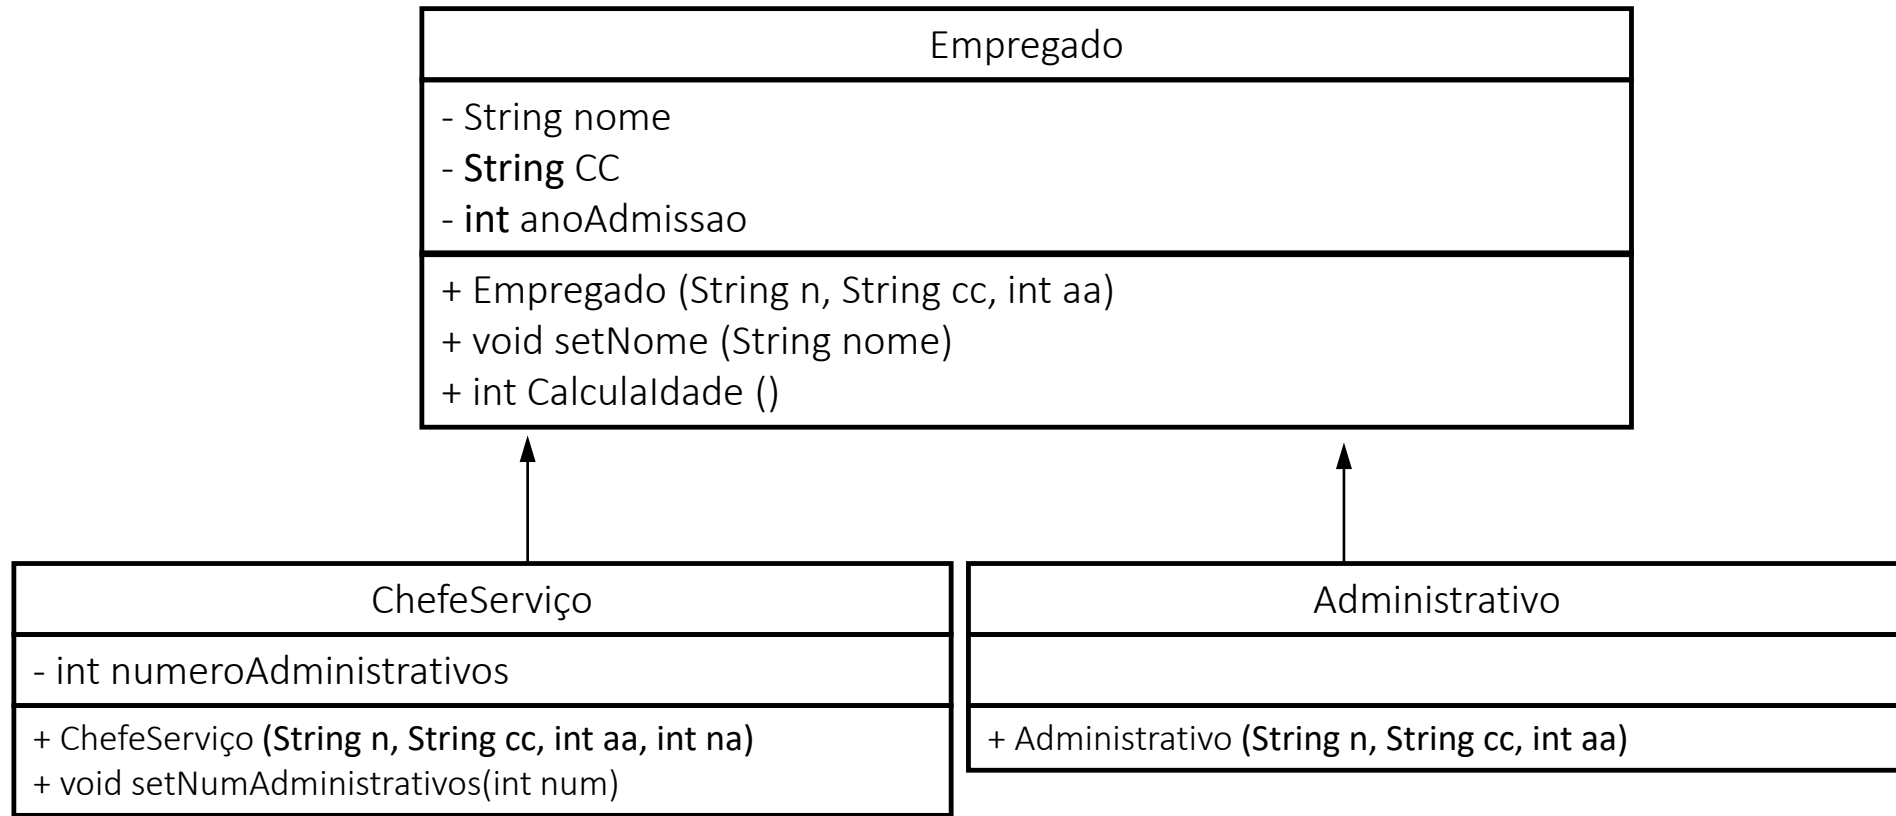 Empregado
- String nome
- String CC
- int anoAdmissao
+ Empregado (String n, String cc, int aa)
+ void setNome (String nome)
+ int CalculaIdade ()
ChefeServiço
- int numeroAdministrativos
+ ChefeServiço (String n, String cc, int aa, int na)
+ void setNumAdministrativos(int num)
Administrativo
+ Administrativo (String n, String cc, int aa)